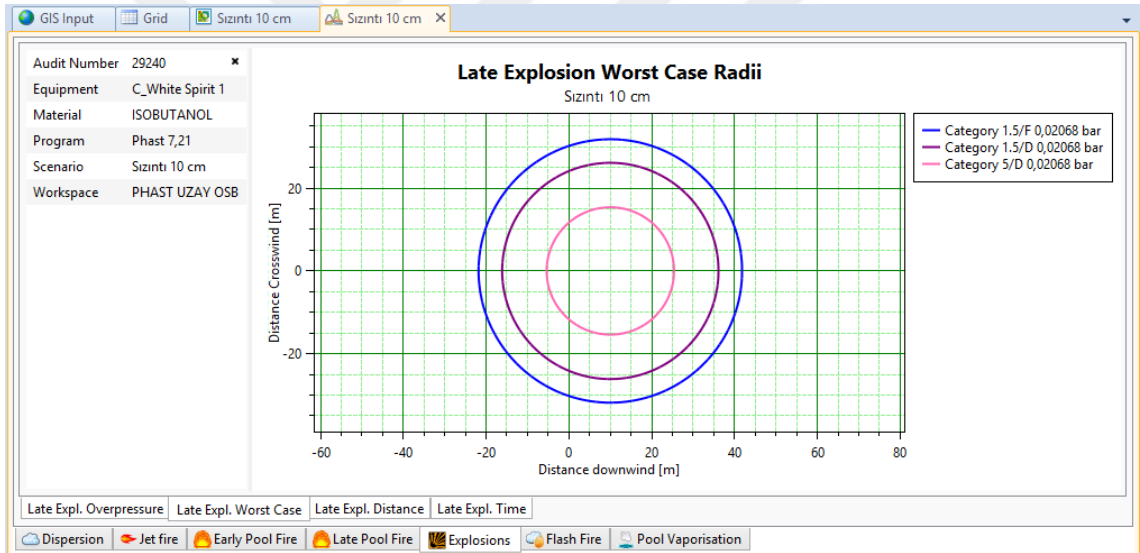 GIS Input Grid Sızıntı 10 cm Sızıntı 10 cm
Audit Number 29240
Equipment C_White Spirit 1
Material ISOBUTANOL
Program Phast 7,21
Scenario Sızıntı 10 cm
Workspace PHAST UZAY OSB
Late Explosion Worst Case Radii
Sızıntı 10 cm
Category 1.5/F 0,02068 bar
Category 1.5/D 0,02068 bar
Category 5/D 0,02068 bar
Distance Crosswind [m]
20
0
-20
-60 -40 -20 0 20 40 60 80
Distance downwind [m]
Late Expl. Overpressure Late Expl. Worst Case Late Expl. Distance Late Expl. Time
Dispersion Jet fire Early Pool Fire Late Pool Fire Explosions Flash Fire Pool Vaporisation